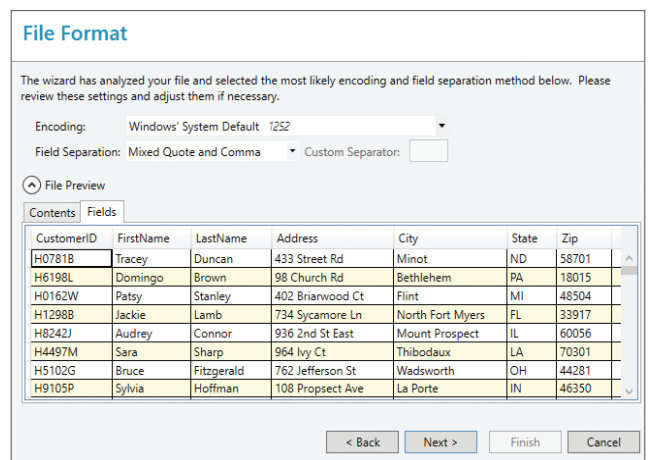 File Format
The wizard has analyzed your file and selected the most likely encoding and field separation method below. Please
review these settings and adjust them if necessary.
Encoding: Windows' System Default 1252
Field Separation: Mixed Quote and Comma Custom Separator:
File Preview
Contents Fields
CustomerID FirstName LastName Address City State Zip
H0781B Tracey Duncan 433 Street Rd Minot ND 58701
H6198L Domingo Brown 98 Church Rd Bethlehem PA 18015
H0162W Patsy Stanley 402 Briarwood Ct Flint MI 48504
H1298B Jackie Lamb 734 Sycamore Ln North Fort Myers FL 33917
H8242J Audrey Connor 936 2nd St East Mount Prospect IL 60056
H4497M Sara Sharp 964 Ivy Ct Thibodaux LA 70301
H5102G Bruce Fitzgerald 762 Jefferson St Wadsworth OH 44281
H9105P Sylvia Hoffman 108 Propsect Ave La Porte IN 46350
< Back Next > Finish Cancel